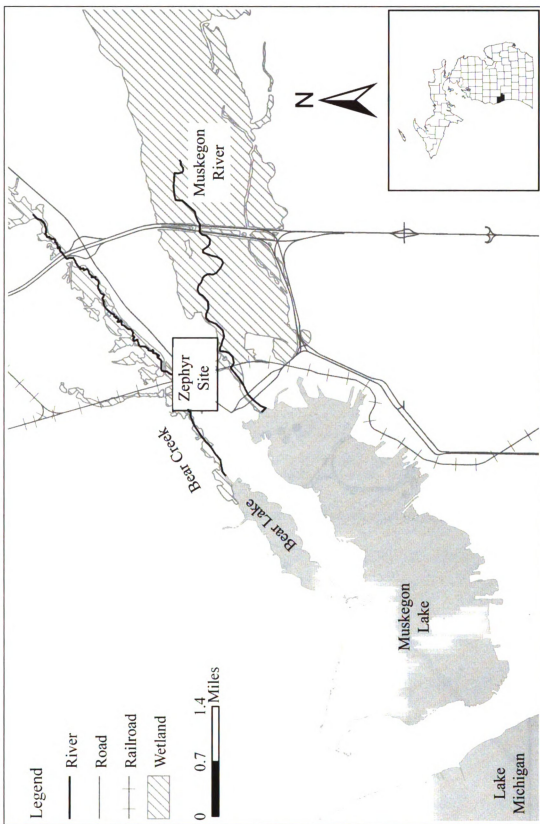 Legend
River
Road
Railroad
Wetland
0 0.7 1.4
Miles
Bear Creek
Zephyr
Site
Muskegon
River
N
Bear Lake
Muskegon
Lake
Lake
Michigan